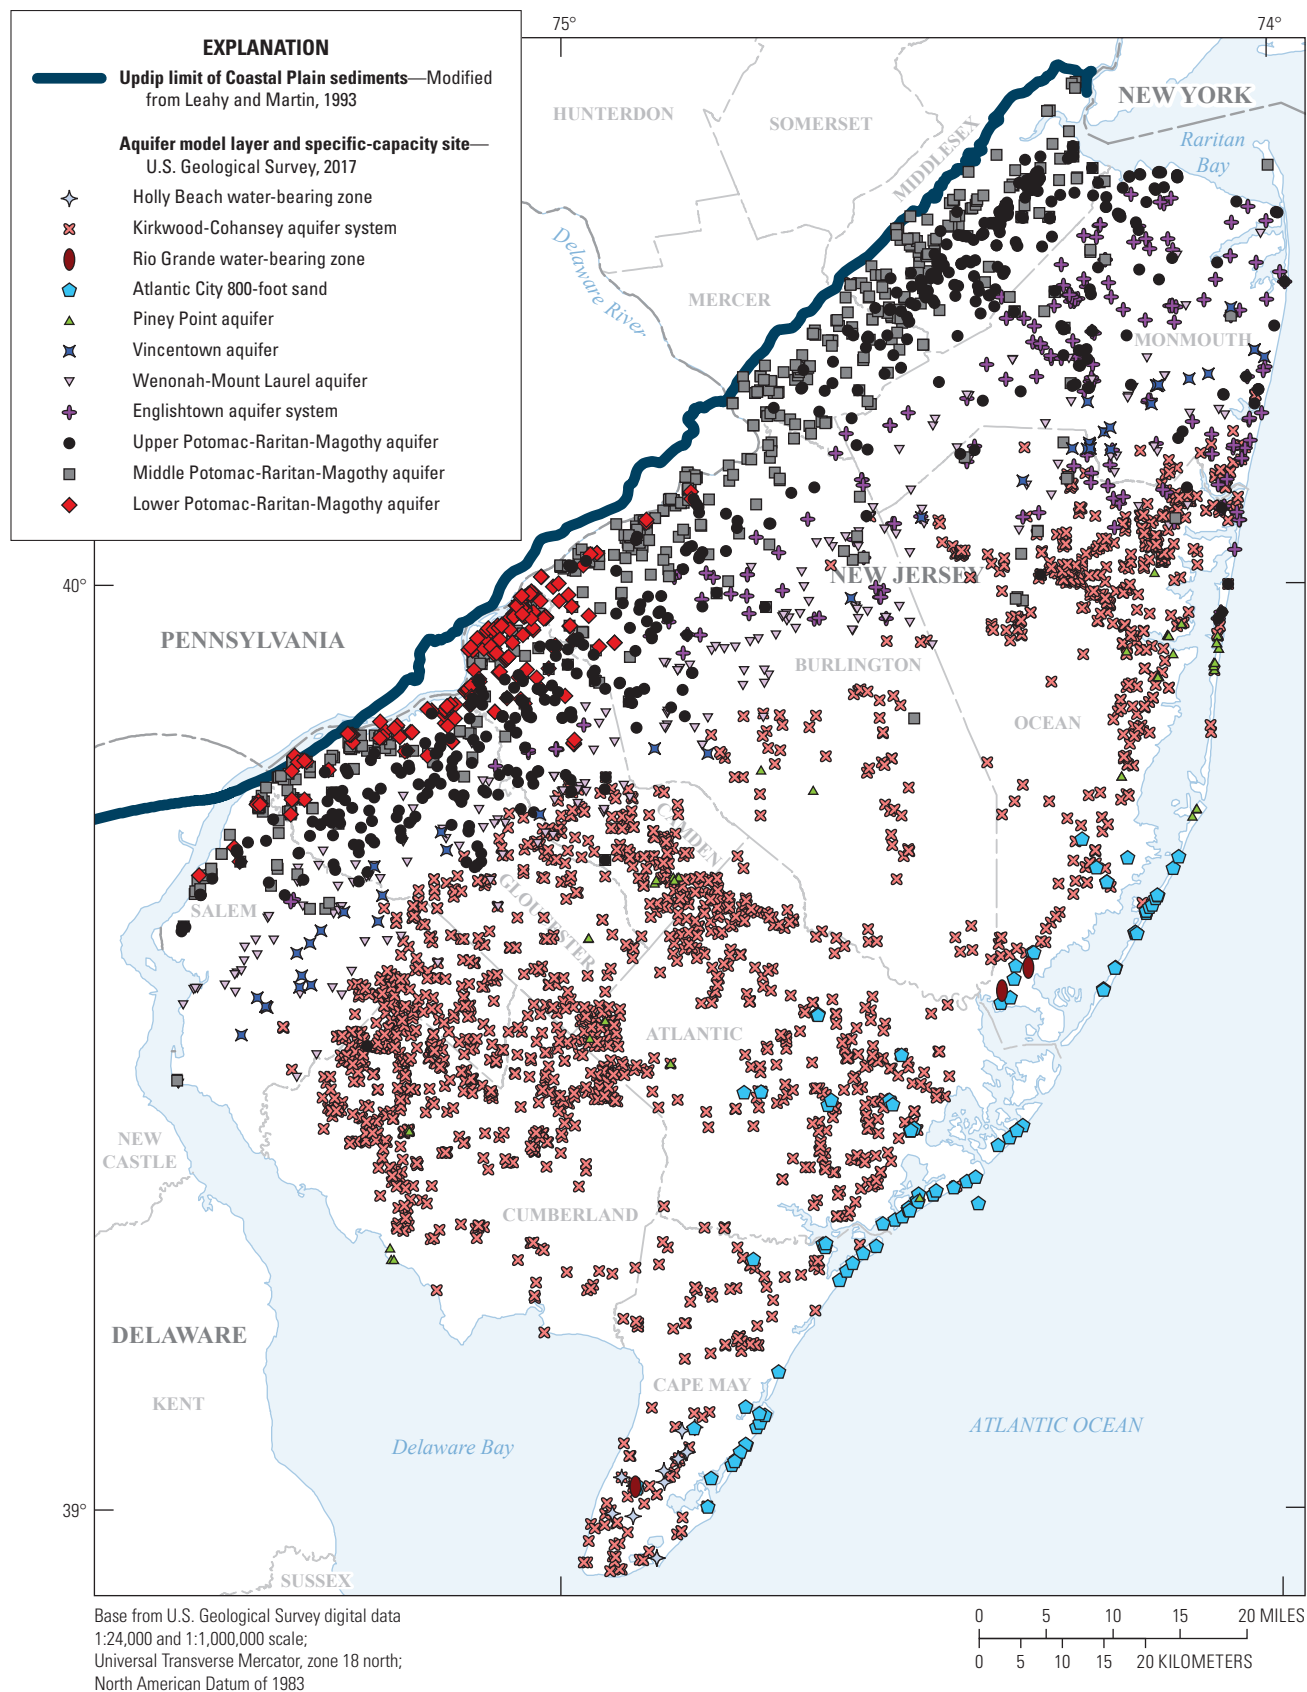 EXPLANATION
Updip limit of Coastal Plain sediments—Modified
from Leahy and Martin, 1993
Aquifer model layer and specific-capacity site—
U.S. Geological Survey, 2017
Holly Beach water-bearing zone
Kirkwood-Cohansey aquifer system
Rio Grande water-bearing zone
Atlantic City 800-foot sand
Piney Point aquifer
Vincentown aquifer
Wenonah-Mount Laurel aquifer
Englishtown aquifer system
Upper Potomac-Raritan-Magothy aquifer
Middle Potomac-Raritan-Magothy aquifer
Lower Potomac-Raritan-Magothy aquifer
75°
74°
HUNTERDON
SOMERSET
MIDDLESEX
NEW YORK
Raritan
Bay
Delaware River
MERCER
MONMOUTH
40°
NEW JERSEY
PENNSYLVANIA
BURLINGTON
OCEAN
CAMDEN
GLOUCESTER
SALEM
ATLANTIC
NEW
CASTLE
CUMBERLAND
DELAWARE
KENT
CAPE MAY
Delaware Bay
ATLANTIC OCEAN
39°
SUSSEX
Base from U.S. Geological Survey digital data
1:24,000 and 1:1,000,000 scale;
Universal Transverse Mercator, zone 18 north;
North American Datum of 1983
0 5 10 15 20 MILES
0 5 10 15 20 KILOMETERS